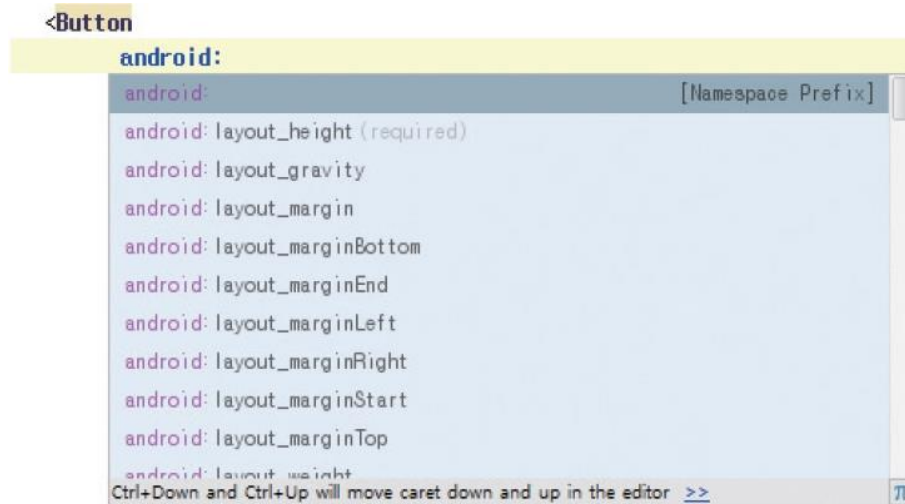 <Button
android:
android: [Namespace Prefix]
android:layout_height (required)
android:layout_gravity
android:layout_margin
android:layout_marginBottom
android:layout_marginEnd
android:layout_marginLeft
android:layout_marginRight
android:layout_marginStart
android:layout_marginTop
android:layout_weight
Ctrl+Down and Ctrl+Up will move caret down and up in the editor >> π